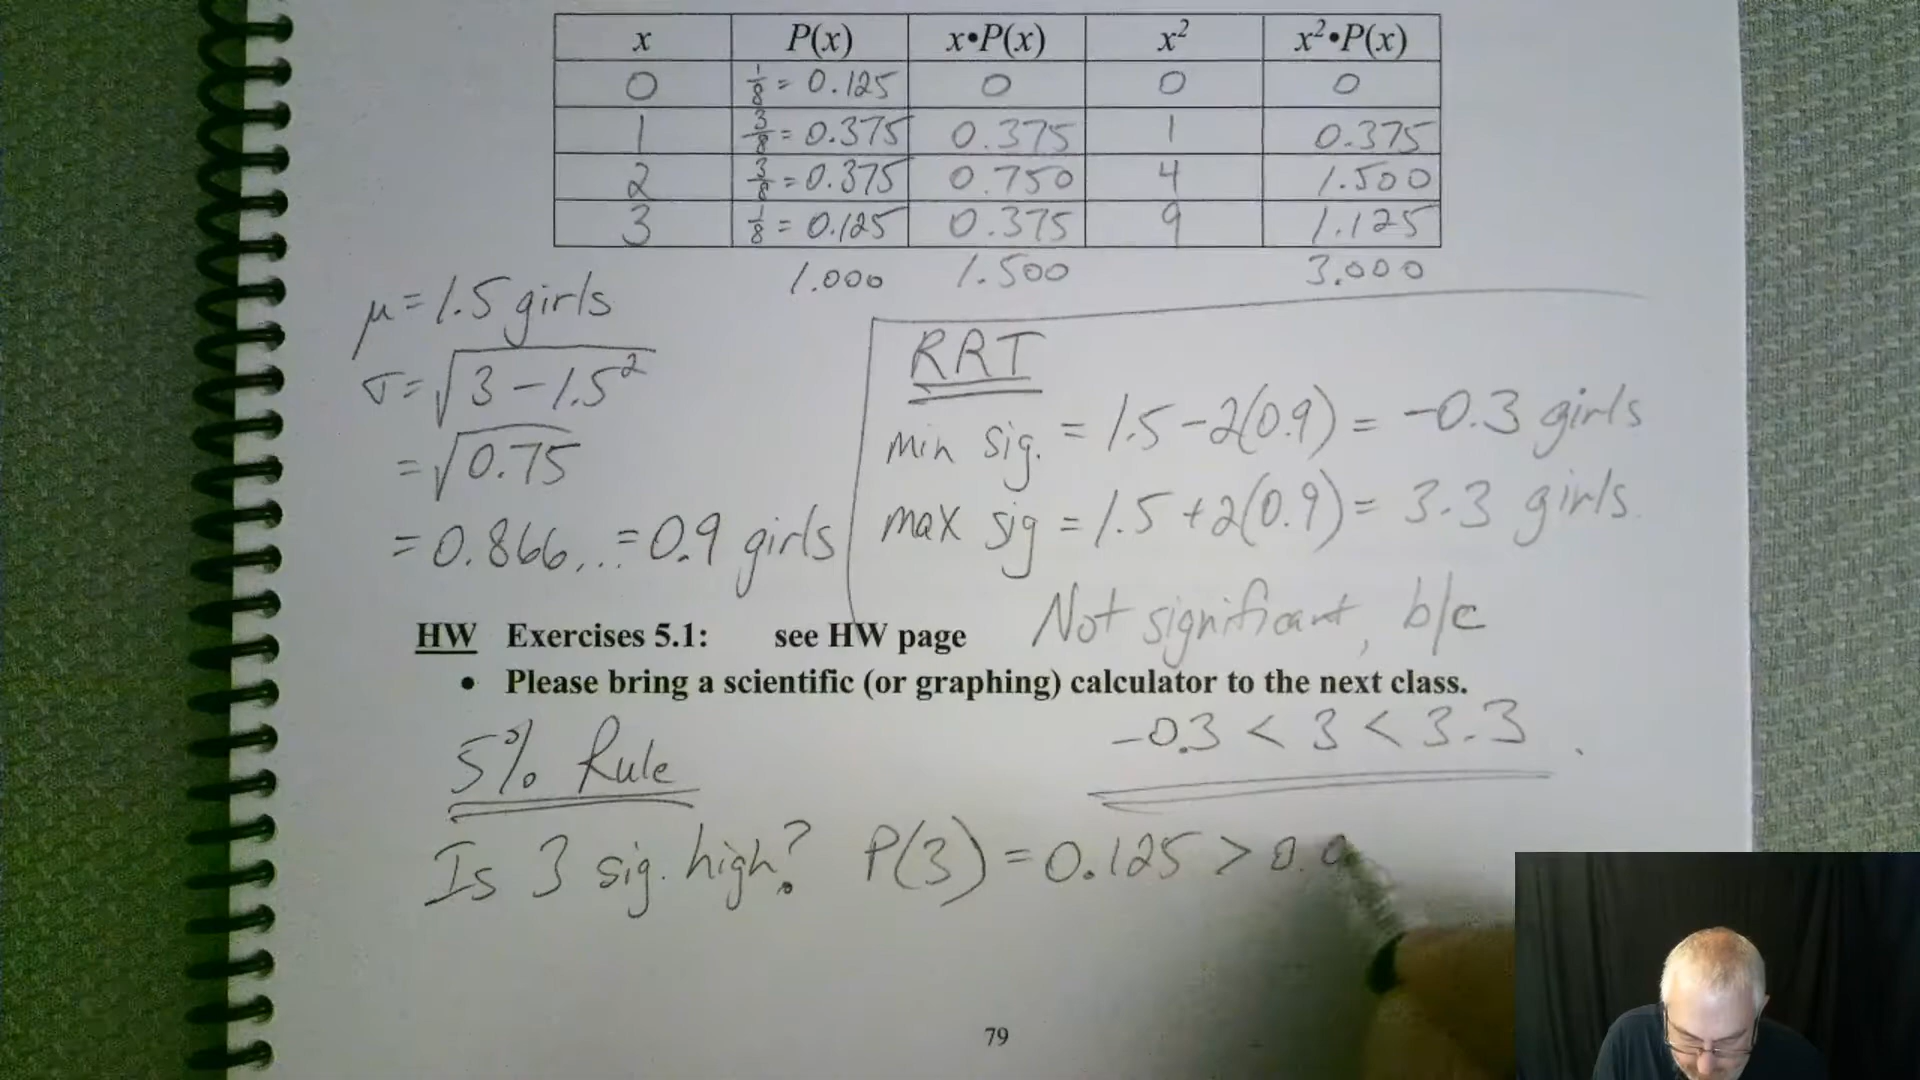 x P(x) x•P(x) x² x²•P(x)
0 1/8 = 0.125 0 0 0
1 3/8 = 0.375 0.375 1 0.375
2 3/8 = 0.375 0.750 4 1.500
3 1/8 = 0.125 0.375 9 1.125
1.000 1.500 3.000
μ = 1.5 girls
σ = √3 - 1.5²
= √0.75
= 0.866... = 0.9 girls
RRT
min sig. = 1.5 - 2(0.9) = -0.3 girls
max sig = 1.5 + 2(0.9) = 3.3 girls.
Not significant, b/c
HW Exercises 5.1: see HW page
• Please bring a scientific (or graphing) calculator to the next class.
-0.3 < 3 < 3.3
5% Rule
Is 3 sig. high? P(3) = 0.125 > 0.0
79